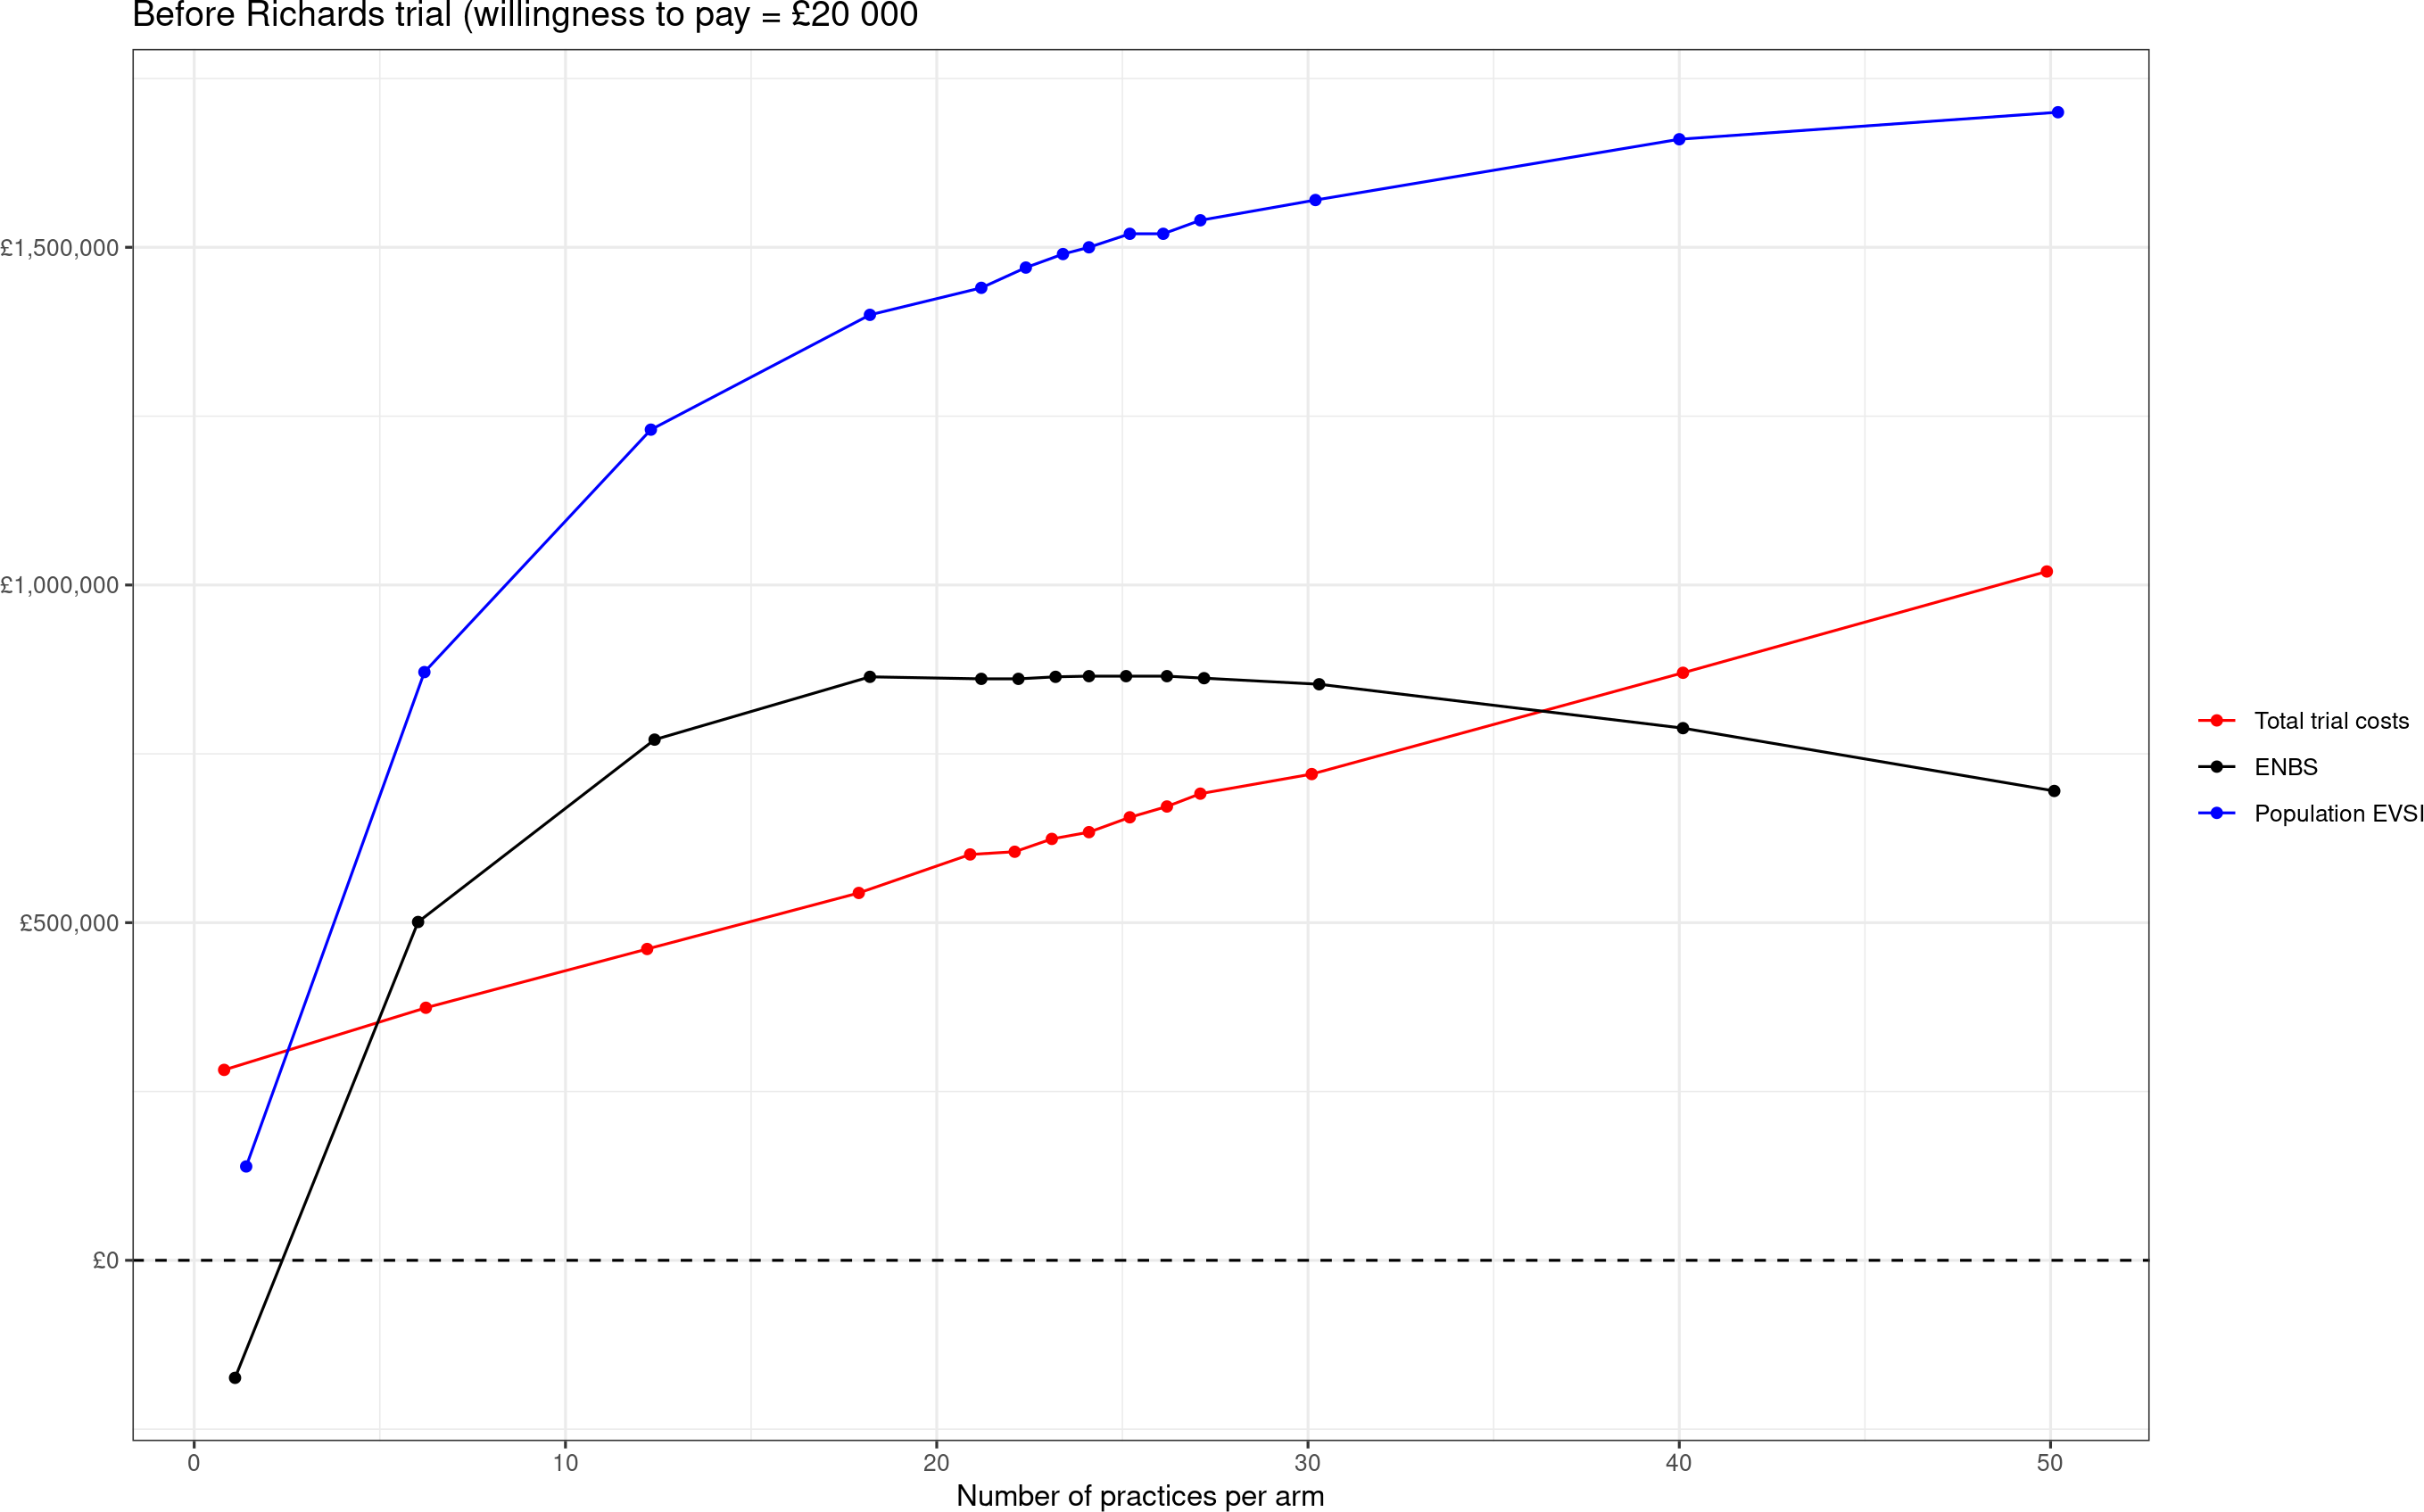 Before Richards trial (willingness to pay = £20 000
£1,500,000
£1,000,000
£500,000
£0
0 10 20 30 40 50
Number of practices per arm
Total trial costs
ENBS
Population EVSI